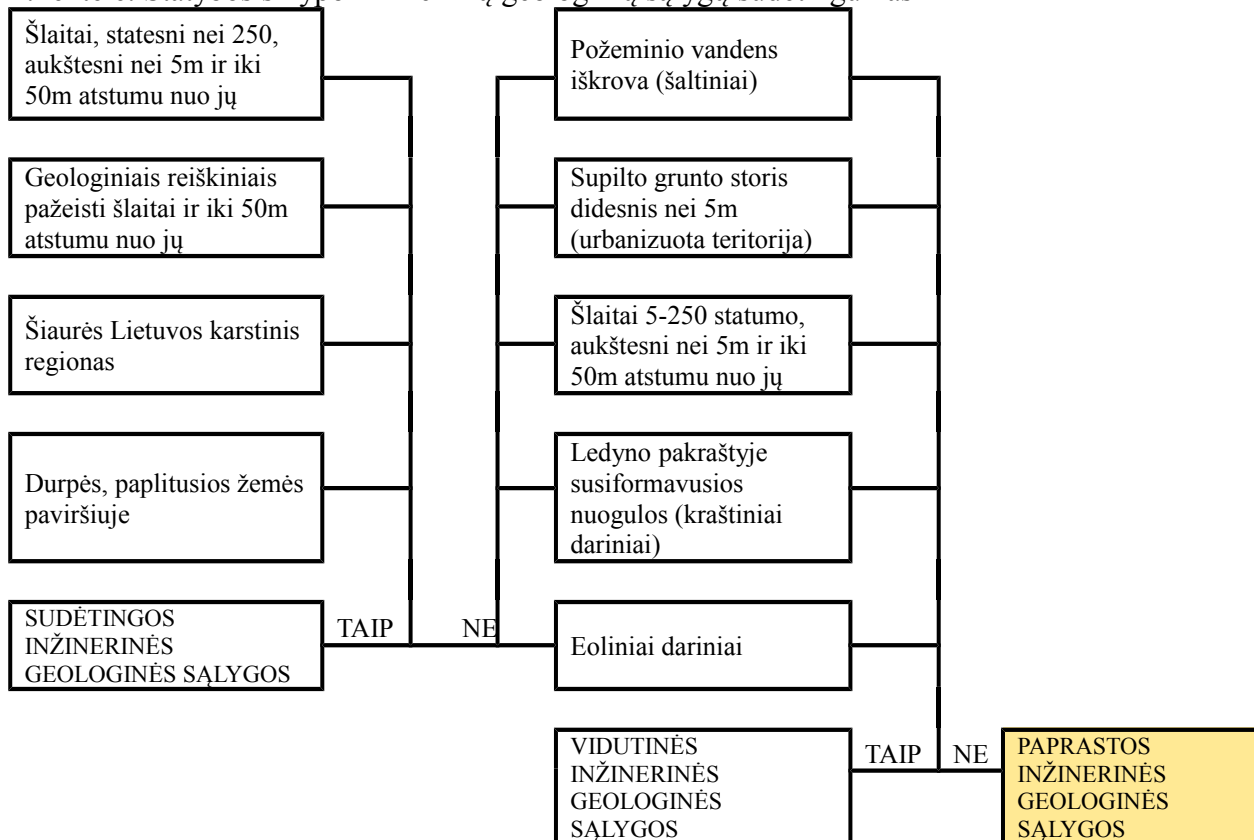 Šlaitai, statesni nei 250,
aukštesni nei 5m ir iki
50m atstumu nuo jų
Geologiniais reiškiniais
pažeisti šlaitai ir iki 50m
atstumu nuo jų
Šiaurės Lietuvos karstinis
regionas
Durpės, paplitusios žemės
paviršiuje
SUDĖTINGOS
INŽINERINĖS
GEOLOGINĖS SĄLYGOS
TAIP
NE
Požeminio vandens
iškrova (šaltiniai)
Supilto grunto storis
didesnis nei 5m
(urbanizuota teritorija)
Šlaitai 5-250 statumo,
aukštesni nei 5m ir iki
50m atstumu nuo jų
Ledyno pakraštyje
susiformavusios
nuogulos (kraštiniai
dariniai)
Eoliniai dariniai
VIDUTINĖS
INŽINERINĖS
GEOLOGINĖS
SĄLYGOS
TAIP
NE
PAPRASTOS
INŽINERINĖS
GEOLOGINĖS
SĄLYGOS